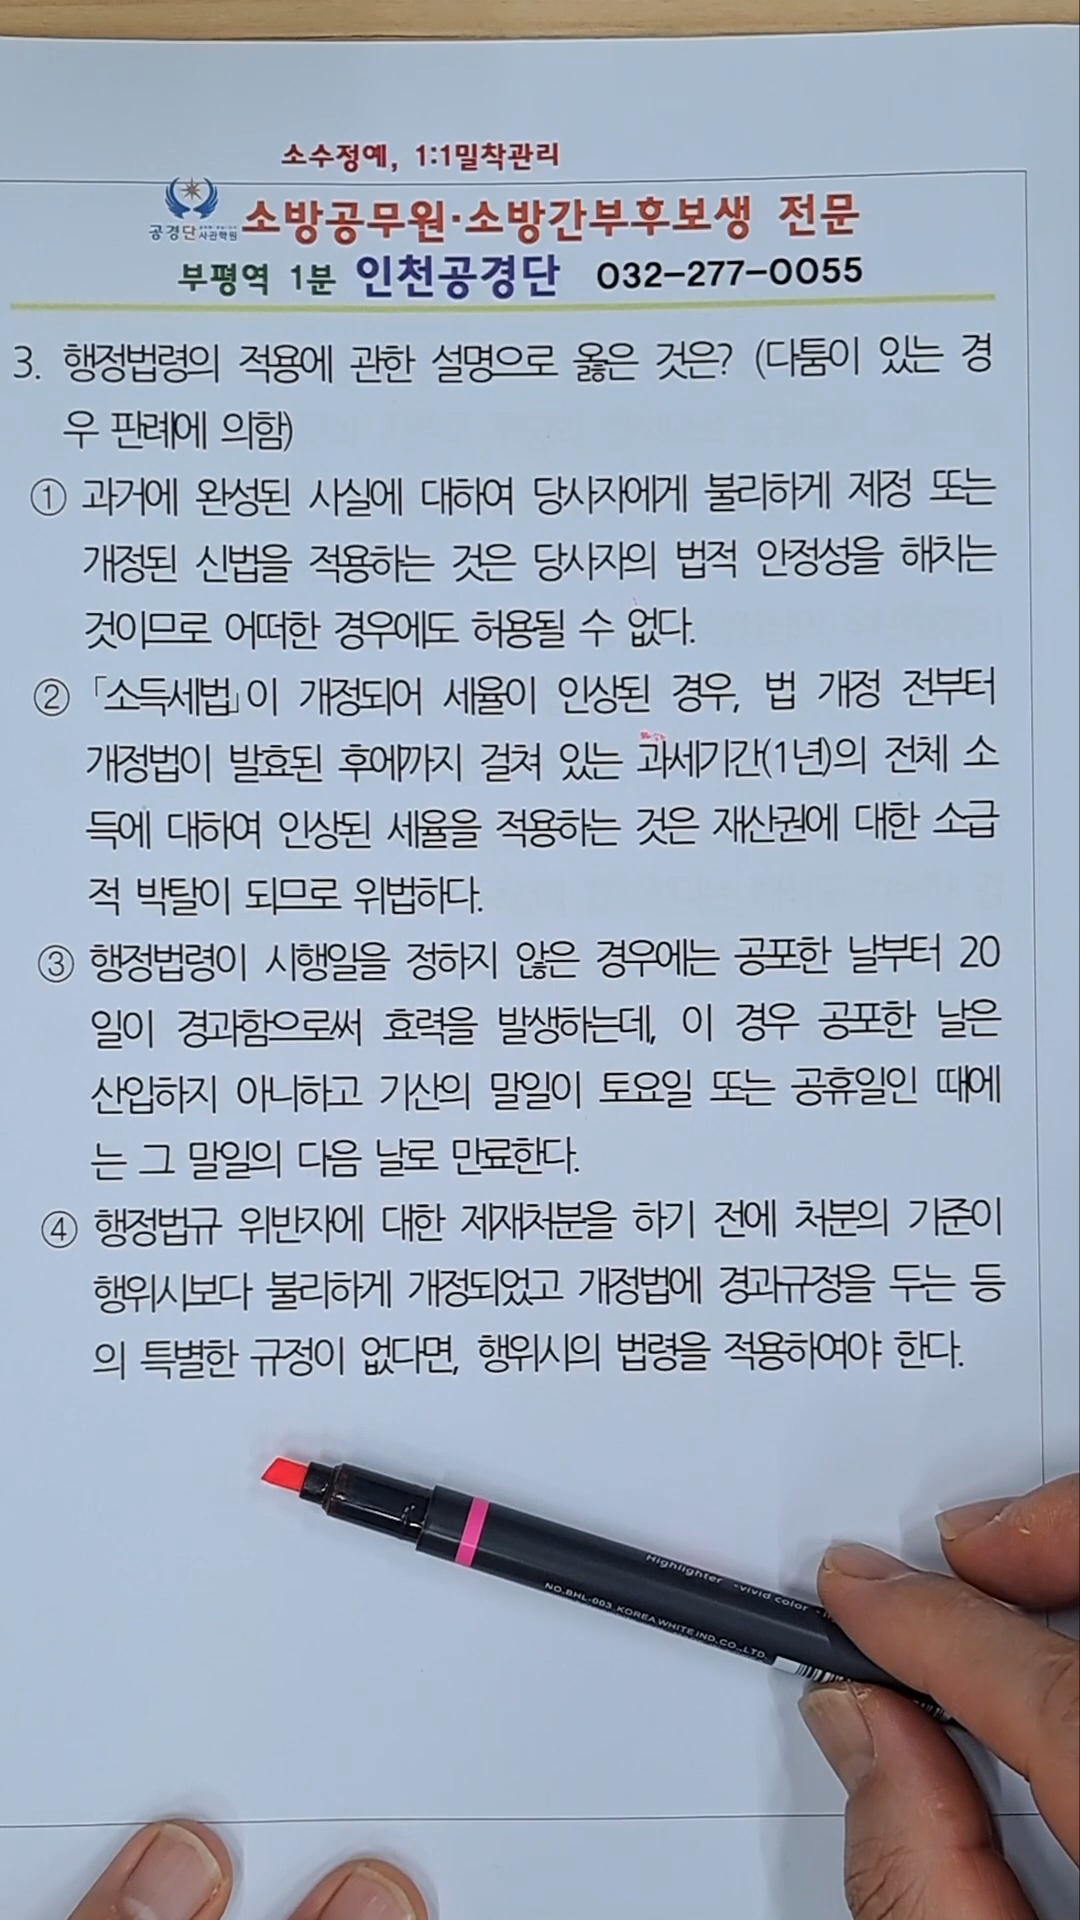 소수정예, 1:1밀착관리
공경단사관학원
소방공무원·소방간부후보생 전문
부평역 1분 인천공경단 032-277-0055
3. 행정법령의 적용에 관한 설명으로 옳은 것은? (다툼이 있는 경
우 판례에 의함)
① 과거에 완성된 사실에 대하여 당사자에게 불리하게 제정 또는
개정된 신법을 적용하는 것은 당사자의 법적 안정성을 해치는
것이므로 어떠한 경우에도 허용될 수 없다.
② 「소득세법」이 개정되어 세율이 인상된 경우, 법 개정 전부터
개정법이 발효된 후에까지 걸쳐 있는 과세기간(1년)의 전체 소
득에 대하여 인상된 세율을 적용하는 것은 재산권에 대한 소급
적 박탈이 되므로 위법하다.
③ 행정법령이 시행일을 정하지 않은 경우에는 공포한 날부터 20
일이 경과함으로써 효력을 발생하는데, 이 경우 공포한 날은
산입하지 아니하고 기산의 말일이 토요일 또는 공휴일인 때에
는 그 말일의 다음 날로 만료한다.
④ 행정법규 위반자에 대한 제재처분을 하기 전에 처분의 기준이
행위시보다 불리하게 개정되었고 개정법에 경과규정을 두는 등
의 특별한 규정이 없다면, 행위시의 법령을 적용하여야 한다.
Highlighter -vivid color -
NO.BHL-003 KOREA WHITE IND.CO.,LTD.